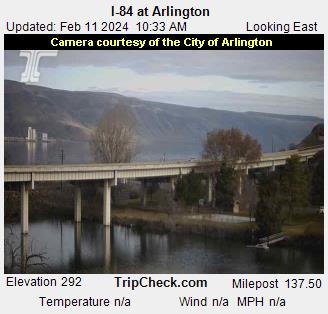 I-84 at Arlington
Updated: Feb 11 2024 10:33 AM Looking East
Camera courtesy of the City of Arlington
Elevation 292 TripCheck.com Milepost 137.50
Temperature n/a Wind n/a MPH n/a